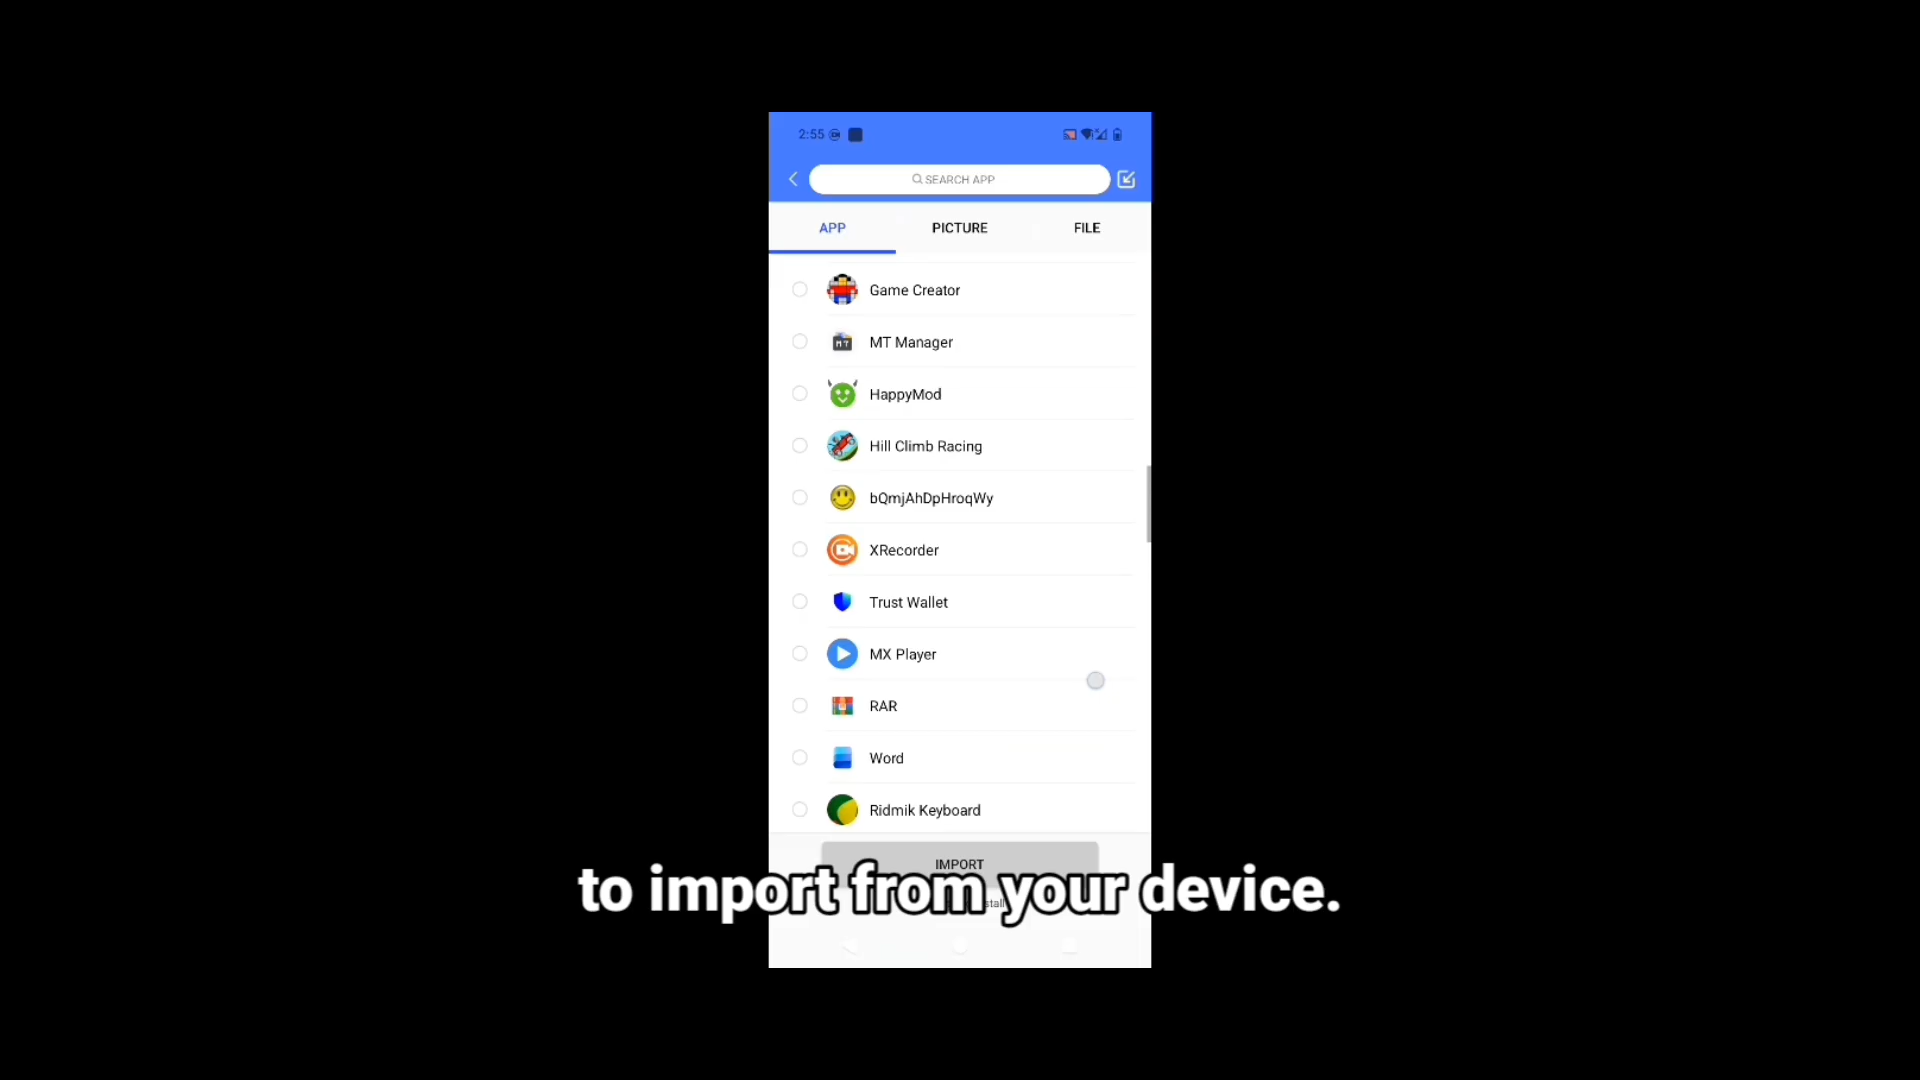 2:55
SEARCH APP
APP PICTURE FILE
Game Creator
MT Manager
HappyMod
Hill Climb Racing
bQmjAhDpHroqWy
XRecorder
Trust Wallet
MX Player
RAR
Word
Ridmik Keyboard
IMPORT
to import from your device.